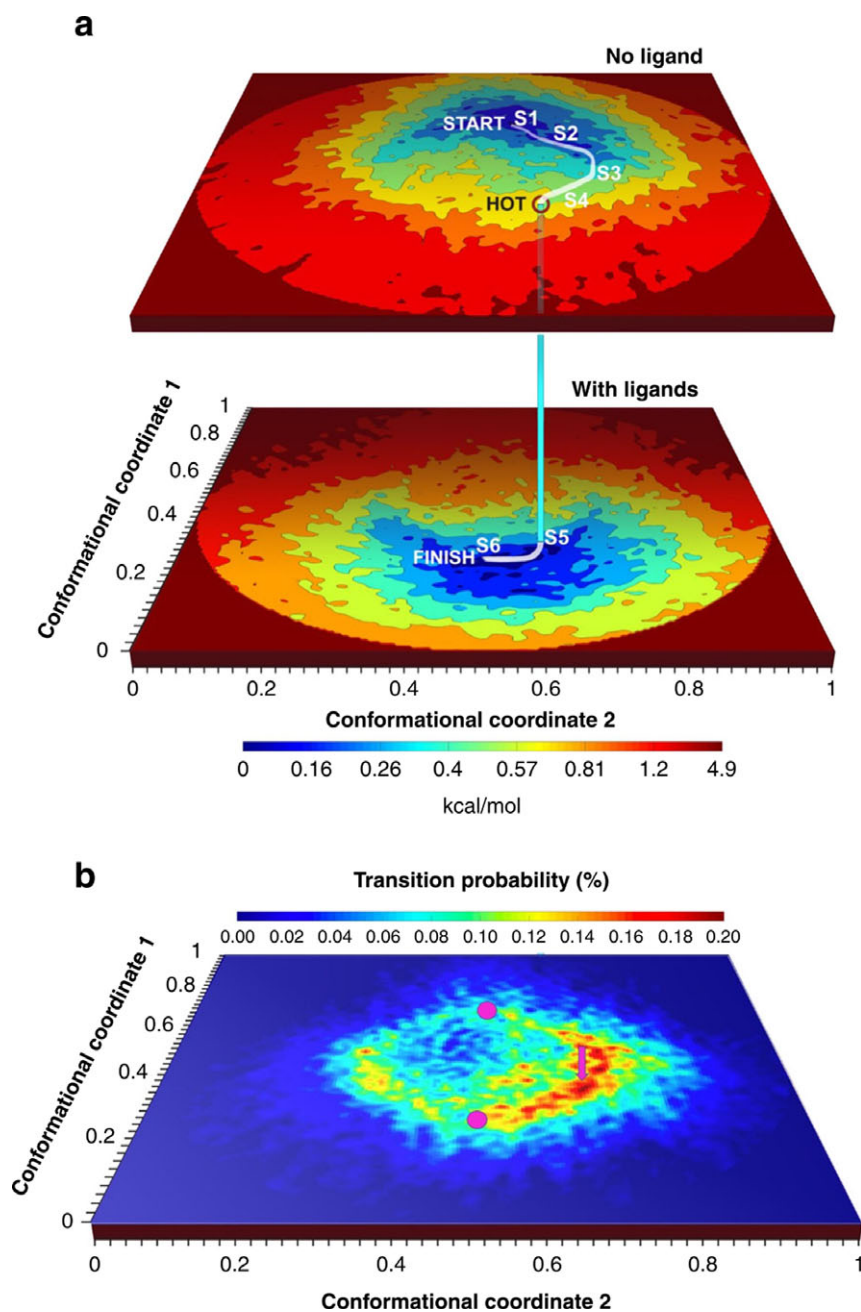 a
No ligand
START S1
S2
S3
HOT S4
With ligands
Conformational coordinate 1
1
0.8
0.6
0.4
0.2
0
S6 S5
FINISH
0 0.2 0.4 0.6 0.8 1
Conformational coordinate 2
0 0.16 0.26 0.4 0.57 0.81 1.2 4.9
kcal/mol
b
Transition probability (%)
0.00 0.02 0.04 0.06 0.08 0.10 0.12 0.14 0.16 0.18 0.20
Conformational coordinate 1
1
0.8
0.6
0.4
0.2
0
0 0.2 0.4 0.6 0.8 1
Conformational coordinate 2